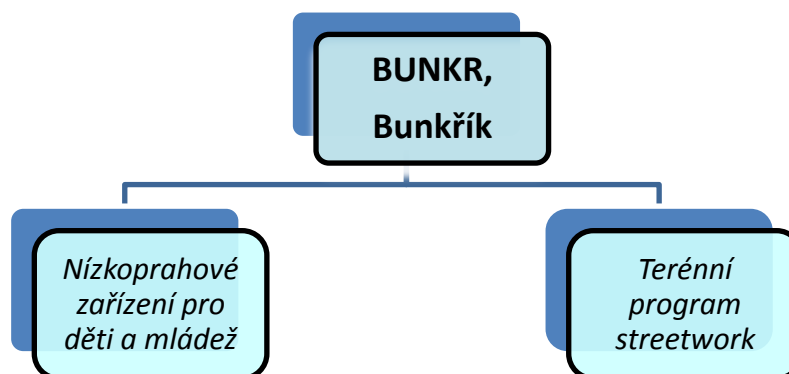 BUNKR,
Bunkřík
Nízkoprahové
zařízení pro
děti a mládež
Terénní
program
streetwork